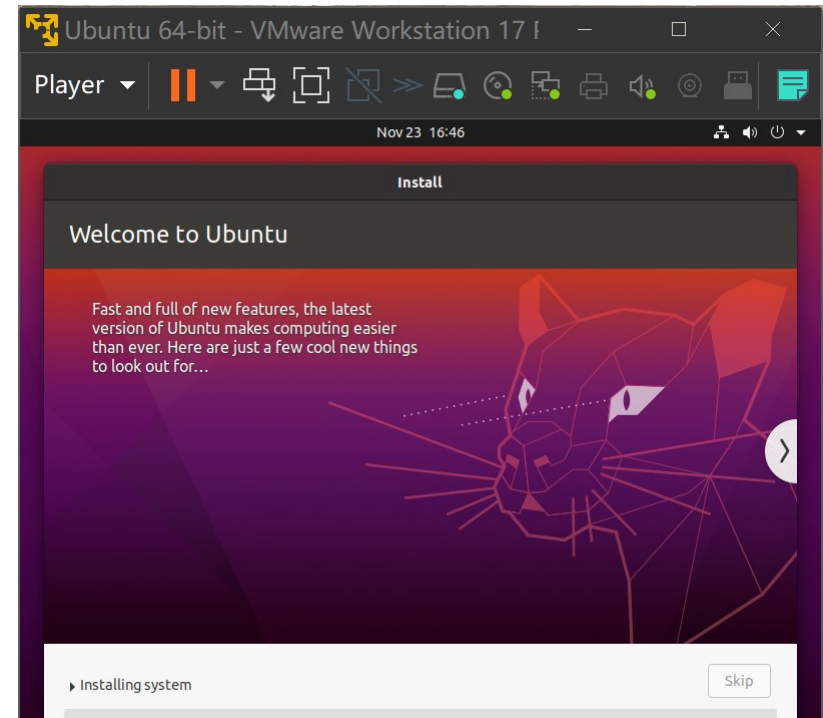 Ubuntu 64-bit - VMware Workstation 17
Player
Nov 23 16:46
Install
Welcome to Ubuntu
Fast and full of new features, the latest
version of Ubuntu makes computing easier
than ever. Here are just a few cool new things
to look out for...
Installing system
Skip